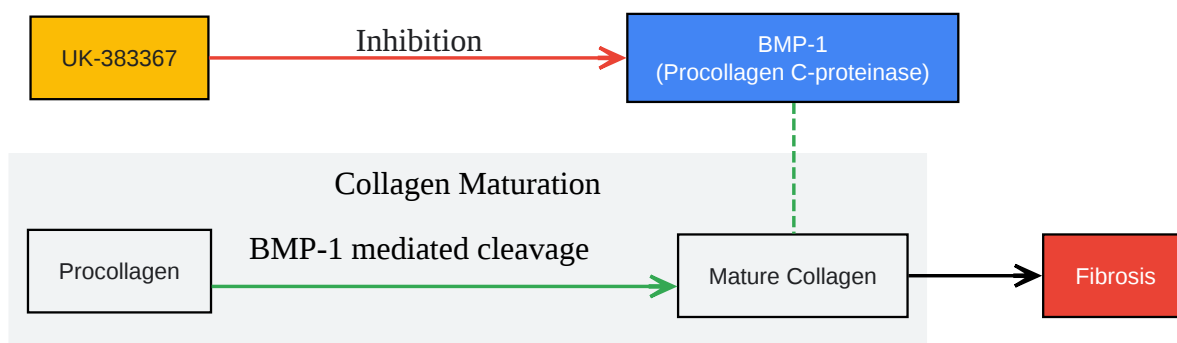 UK-383367
Inhibition
BMP-1
(Procollagen C-proteinase)
Collagen Maturation
BMP-1 mediated cleavage
Procollagen
Mature Collagen
Fibrosis